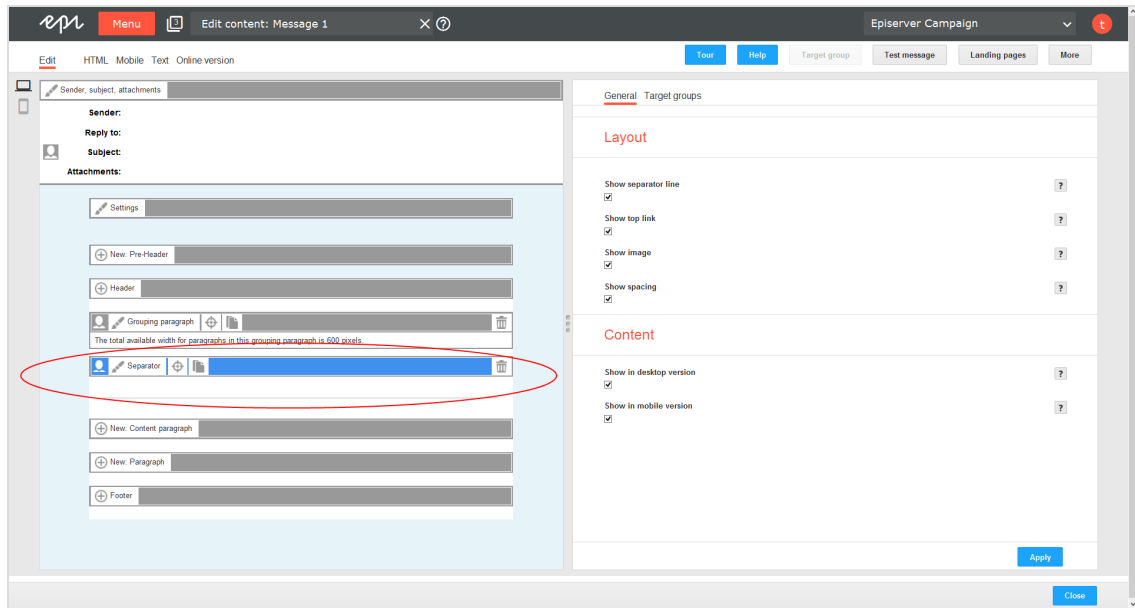 epi Menu 3 Edit content: Message 1 Episerver Campaign t
Edit HTML Mobile Text Online version Tour Help Target group Test message Landing pages More
Sender, subject, attachments
Sender:
Reply to:
Subject:
Attachments:
Settings
New: Pre-Header
Header
Grouping paragraph
The total available width for paragraphs in this grouping paragraph is 600 pixels.
Separator
New: Content paragraph
New: Paragraph
Footer
General Target groups
Layout
Show separator line ?
Show top link ?
Show image ?
Show spacing ?
Content
Show in desktop version ?
Show in mobile version ?
Apply
Close